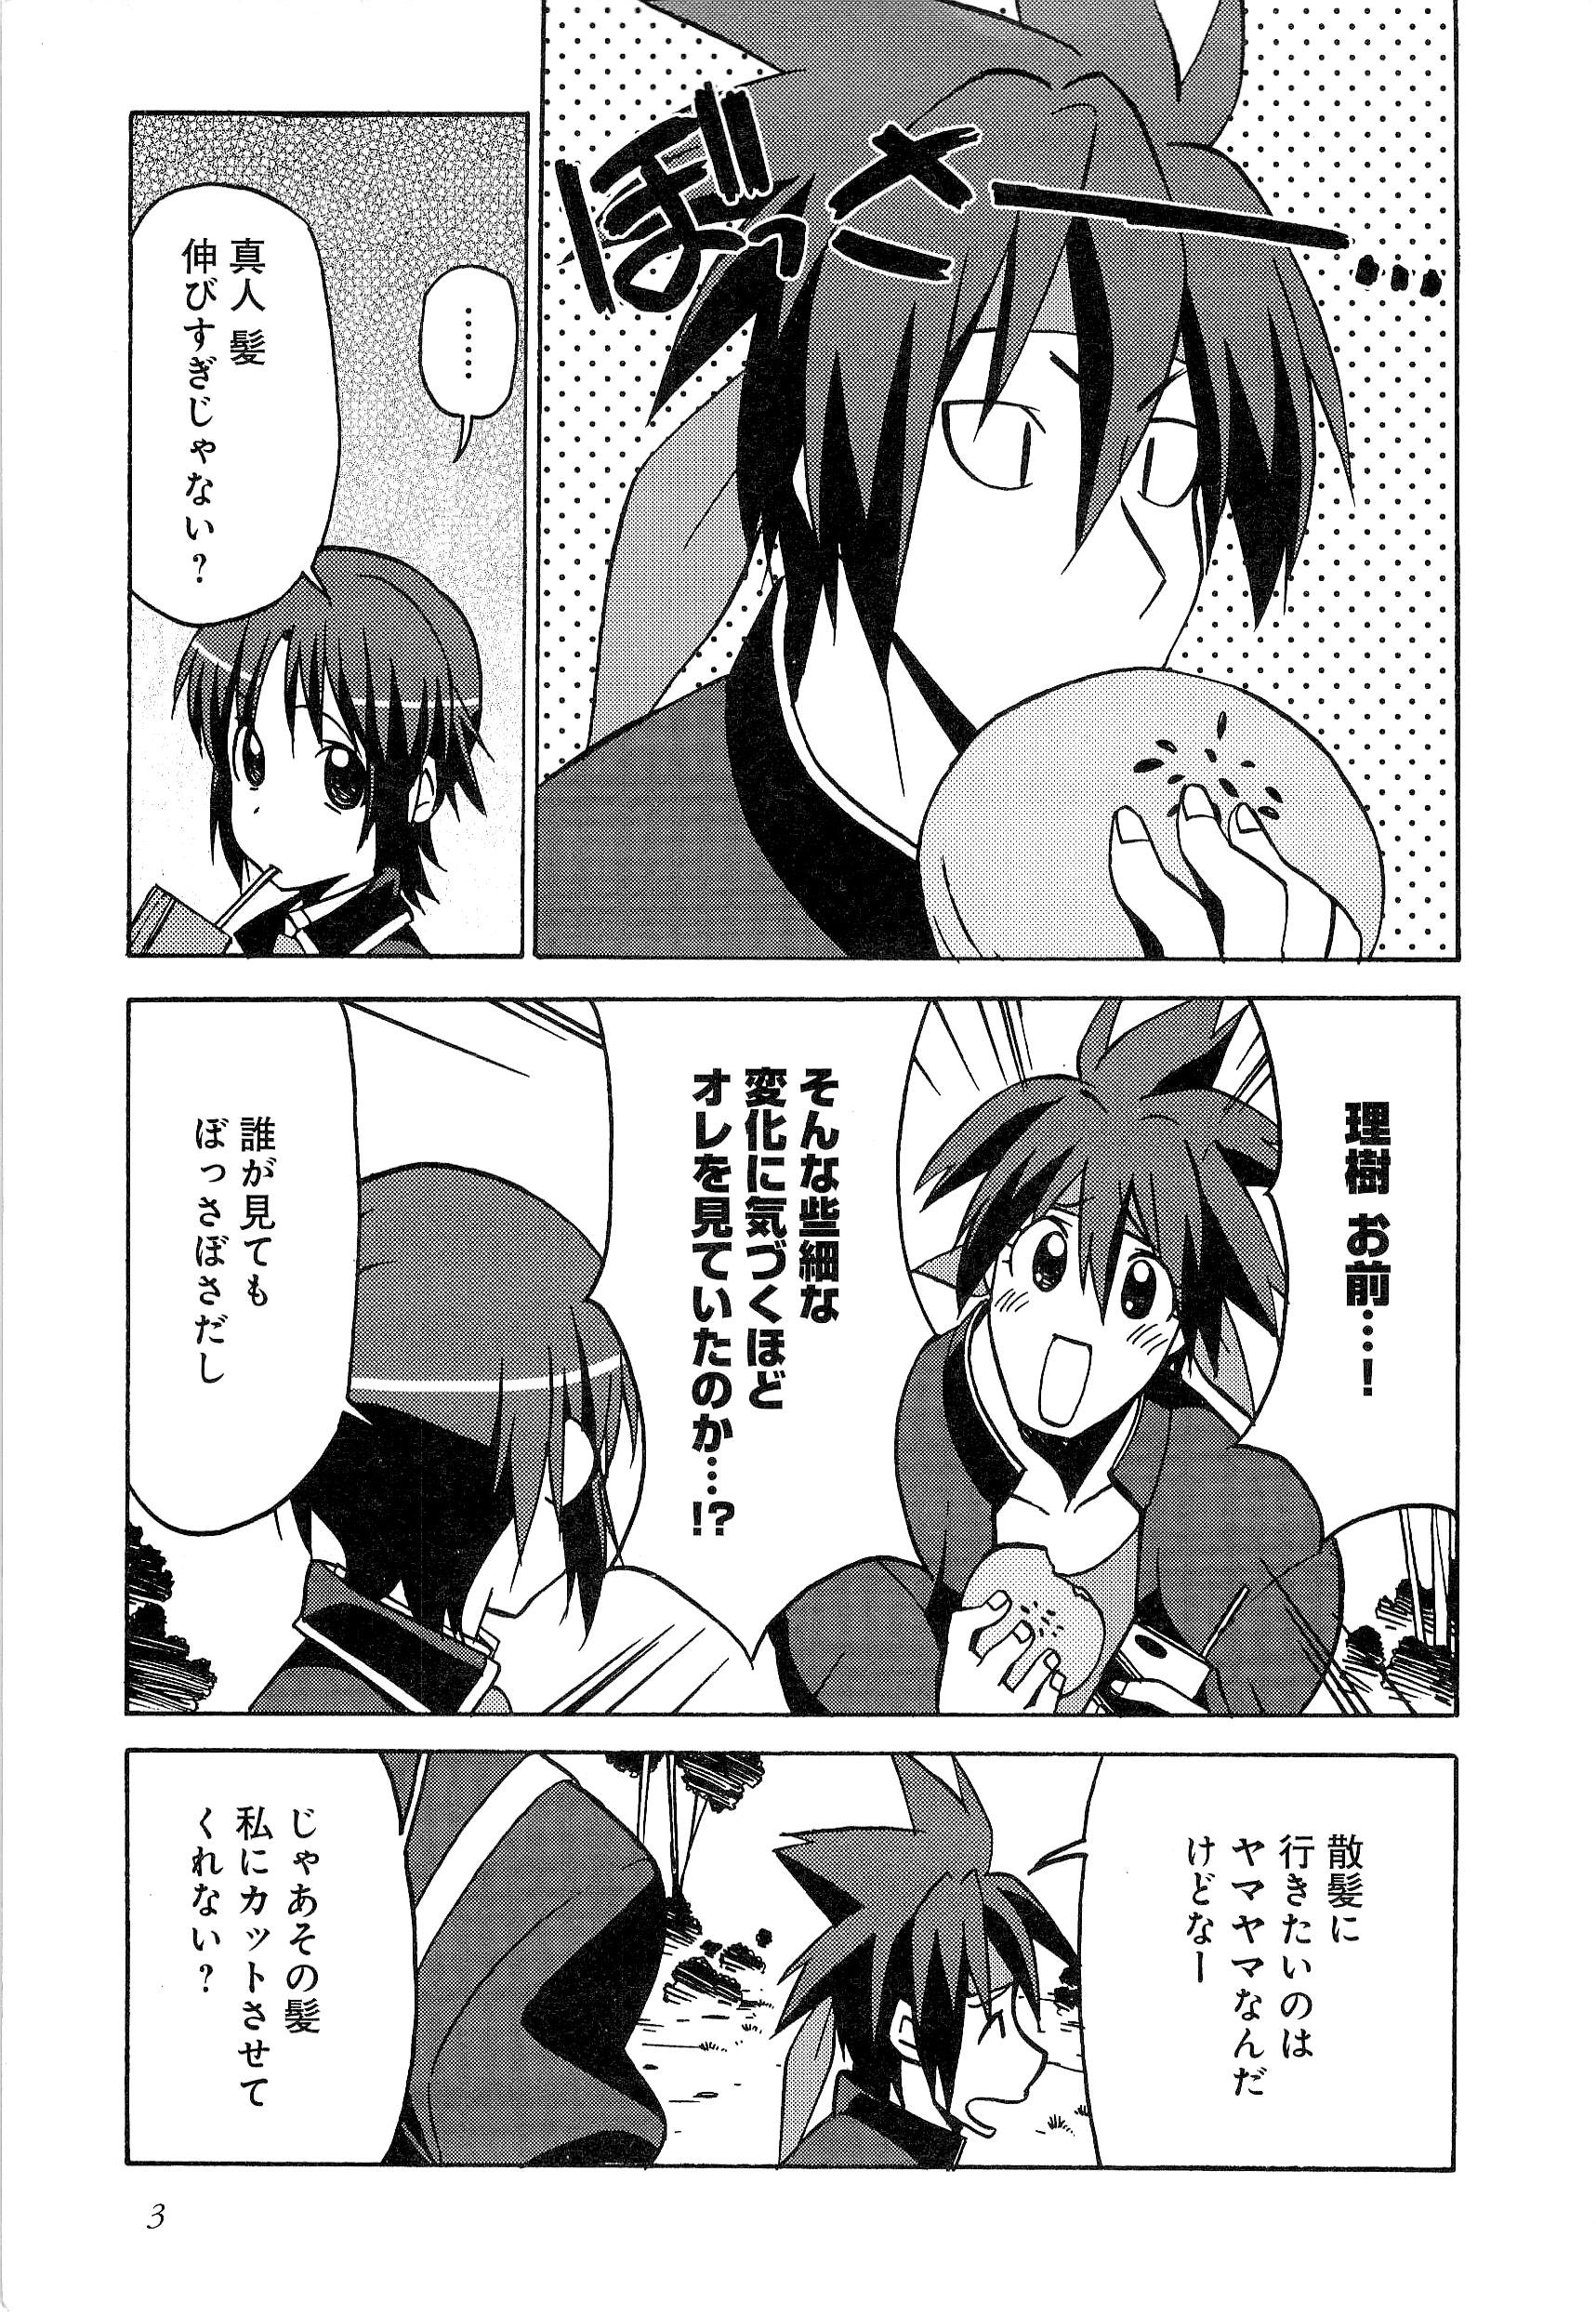 ぼっさー…
……
真人 髪
伸びすぎじゃない？
理樹 お前…！
そんな些細な
変化に気づくほど
オレを見ていたのか…!?
誰が見ても
ぼっさぼさだし
散髪に
行きたいのは
ヤマヤマなんだ
けどなー
じゃあその髪
私にカットさせて
くれない？
3